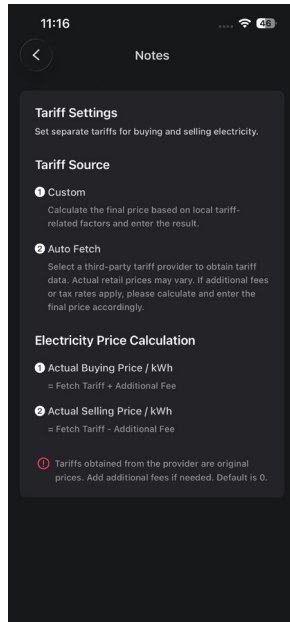 11:16
46
Notes
Tariff Settings
Set separate tariffs for buying and selling electricity.
Tariff Source
1 Custom
Calculate the final price based on local tariff-
related factors and enter the result.
2 Auto Fetch
Select a third-party tariff provider to obtain tariff
data. Actual retail prices may vary. If additional fees
or tax rates apply, please calculate and enter the
final price accordingly.
Electricity Price Calculation
1 Actual Buying Price / kWh
= Fetch Tariff + Additional Fee
2 Actual Selling Price / kWh
= Fetch Tariff - Additional Fee
! Tariffs obtained from the provider are original
prices. Add additional fees if needed. Default is 0.